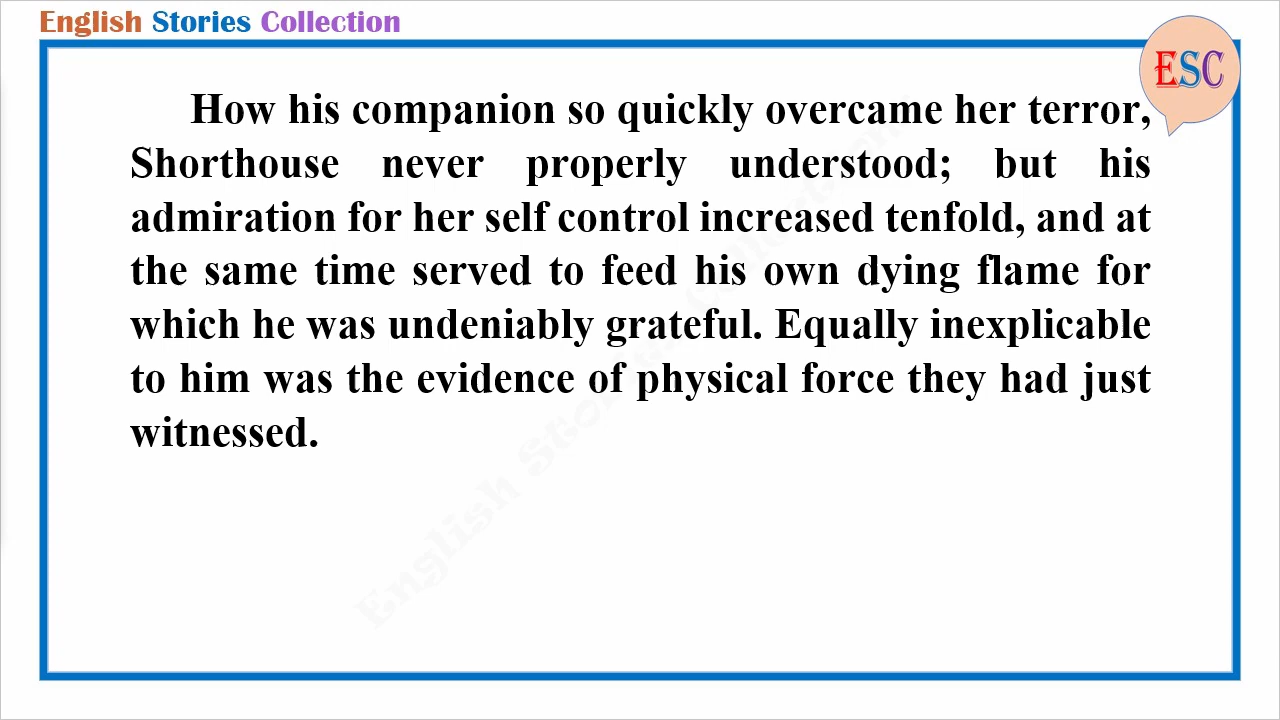 English Stories Collection
ESC
How his companion so quickly overcame her terror,
Shorthouse never properly understood; but his
admiration for her self control increased tenfold, and at
the same time served to feed his own dying flame for
which he was undeniably grateful. Equally inexplicable
to him was the evidence of physical force they had just
witnessed.
English Stories Collection